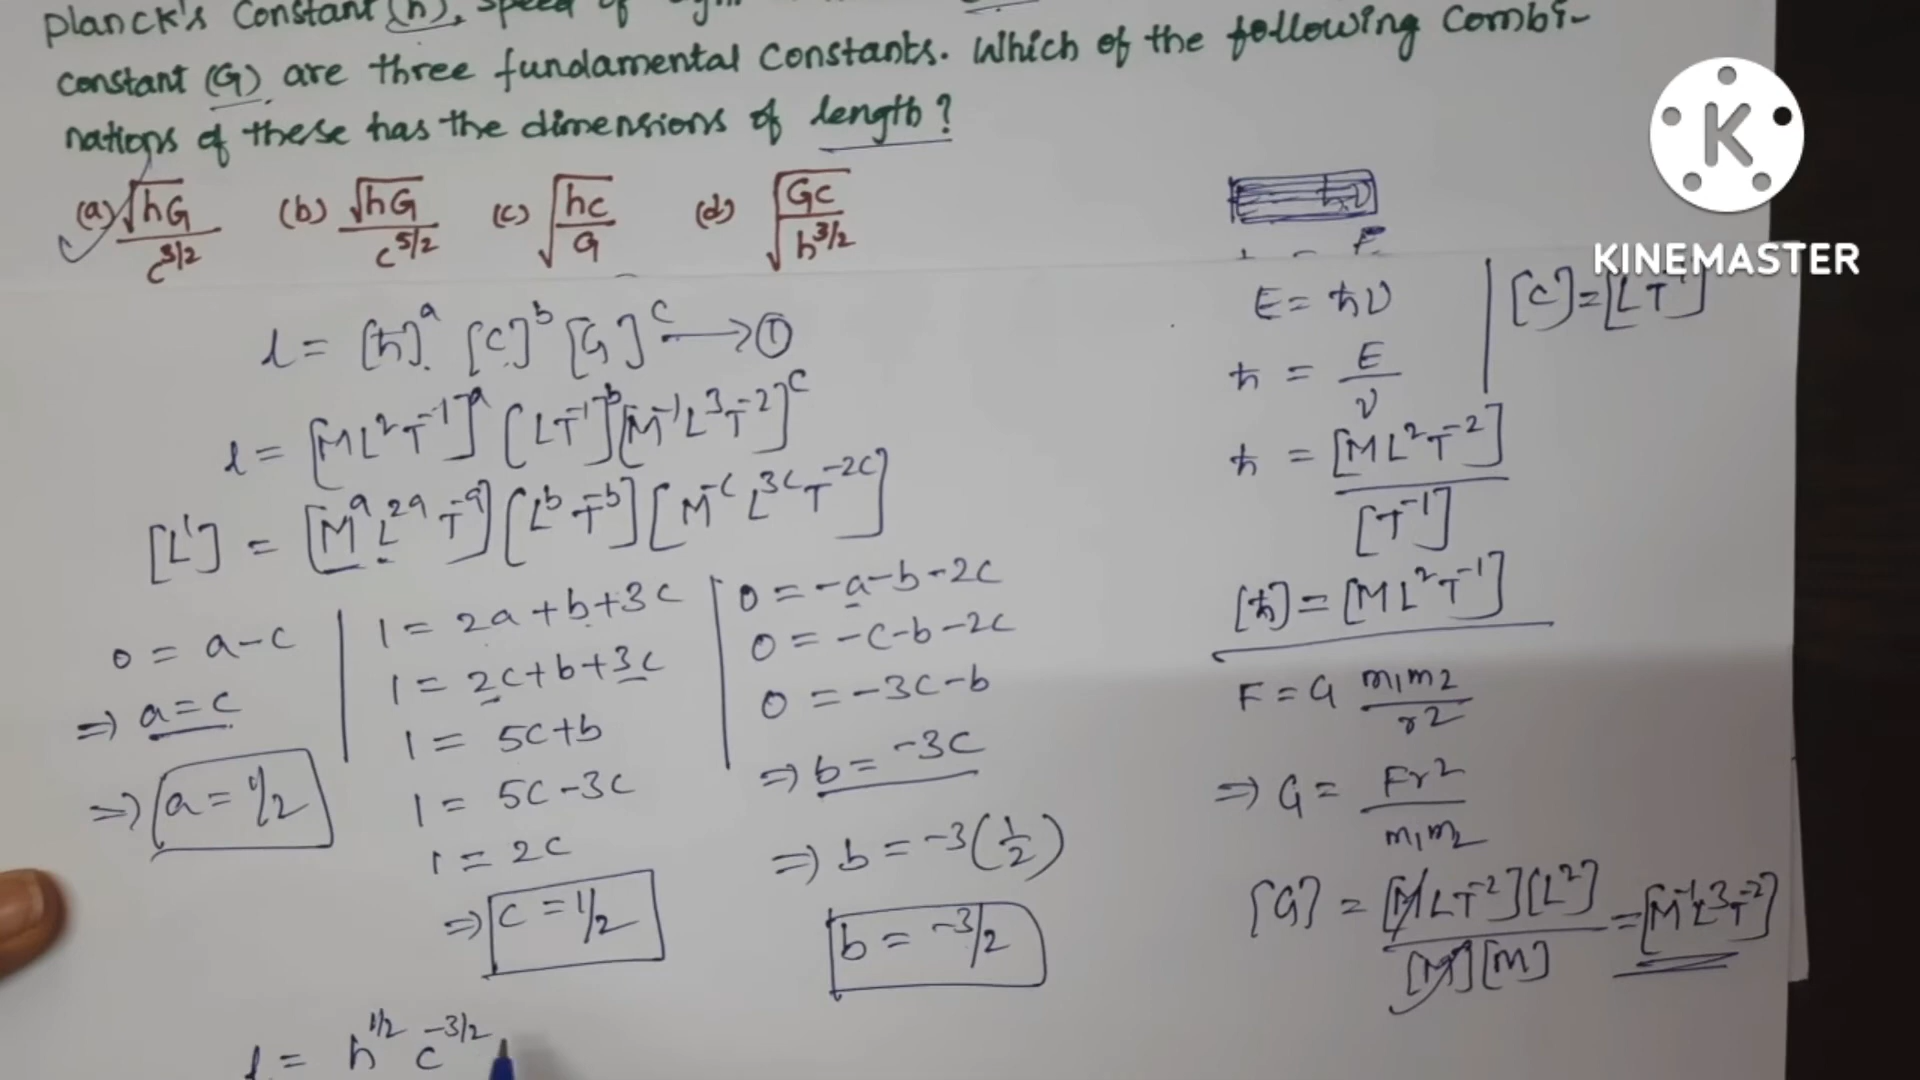 Planck's Constant (h), speed of
constant (G) are three fundamental constants. Which of the following combi-
nations of these has the dimensions of length?
(a) √hG / c^3/2 (b) √hG / c^5/2 (c) √(hc / G) (d) √(Gc / h^3/2)
l = [ħ]^a [c]^b [G]^c → ①
l = [ML²T⁻¹]^a [LT⁻¹]^b [M⁻¹L³T⁻²]^c
[L¹] = [M^a L^2a T^-a] [L^b T^-b] [M^-c L^3c T^-2c]
0 = a-c
⇒ a=c
⇒ a = 1/2
1 = 2a+b+3c
1 = 2c+b+3c
1 = 5c+b
1 = 5c-3c
1 = 2c
⇒ c = 1/2
0 = -a-b-2c
0 = -c-b-2c
0 = -3c-b
⇒ b = -3c
⇒ b = -3(1/2)
b = -3/2
l = h^1/2 c^-3/2
E = ħν
ħ = E/ν
ħ = [ML²T⁻²] / [T⁻¹]
[ħ] = [ML²T⁻¹]
[C] = [LT⁻¹]
F = G m₁m₂ / r²
⇒ G = Fr² / m₁m₂
[G] = [MLT⁻²][L²] / [M][M] = [M⁻¹L³T⁻²]
K
KINEMASTER